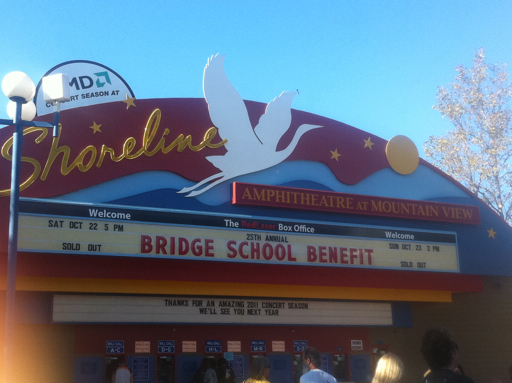 AMD
CONCERT SEASON AT
Shoreline
AMPHITHEATRE AT MOUNTAIN VIEW
Welcome
The RedLaser Box Office
Welcome
SAT OCT 22 5 PM
SOLD OUT
25TH ANNUAL
BRIDGE SCHOOL BENEFIT
SUN OCT 23 2 PM
SOLD OUT
THANKS FOR AN AMAZING 2011 CONCERT SEASON
WE'LL SEE YOU NEXT YEAR
A-C
D-G
H-L
M-R
S-Z